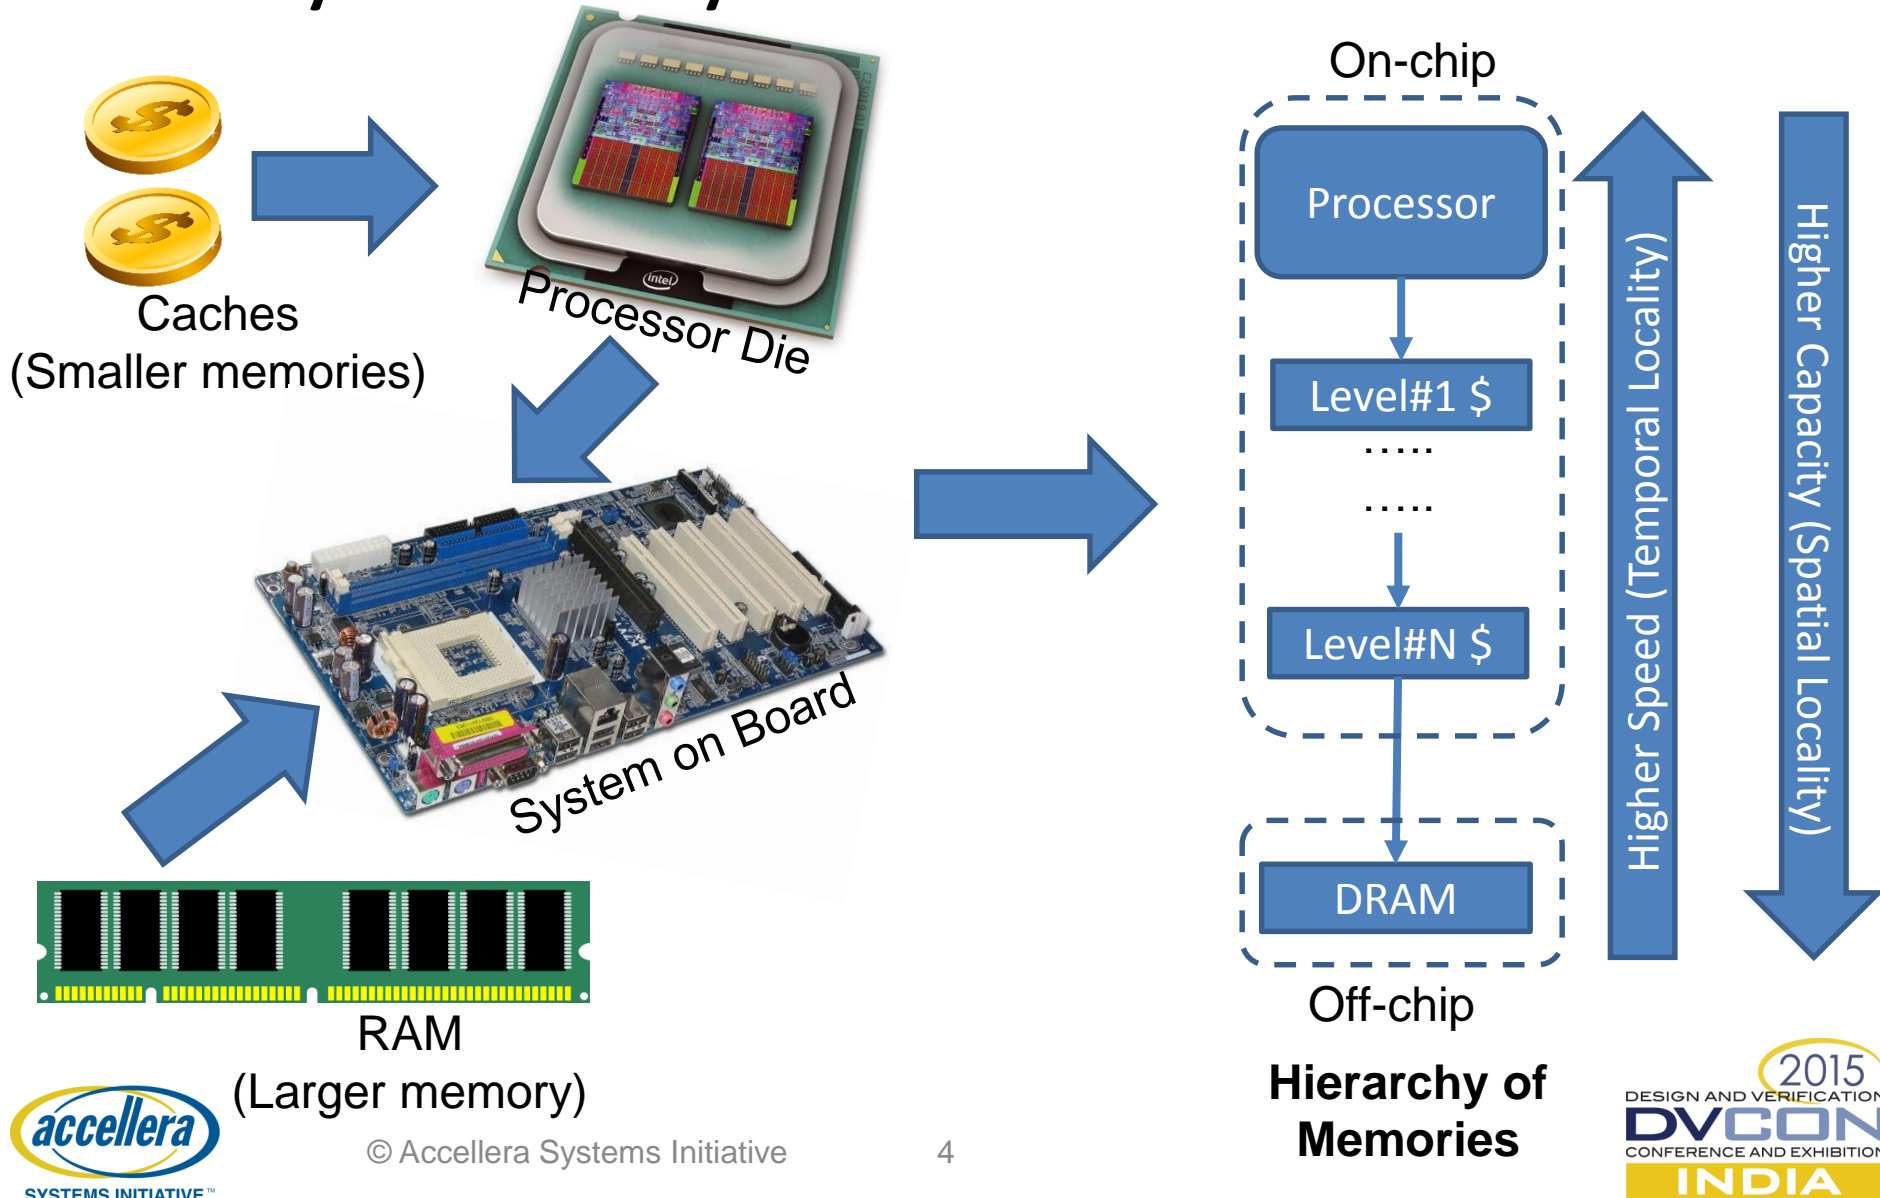 On-chip
Processor
Level#1 $
.....
.....
Level#N $
DRAM
Off-chip
Hierarchy of
Memories
Higher Speed (Temporal Locality)
Higher Capacity (Spatial Locality)
Caches
(Smaller memories)
intel
Processor Die
System on Board
RAM
(Larger memory)
accellera
SYSTEMS INITIATIVE™
© Accellera Systems Initiative
4
2015
DESIGN AND VERIFICATION
DVCON
CONFERENCE AND EXHIBITION
INDIA